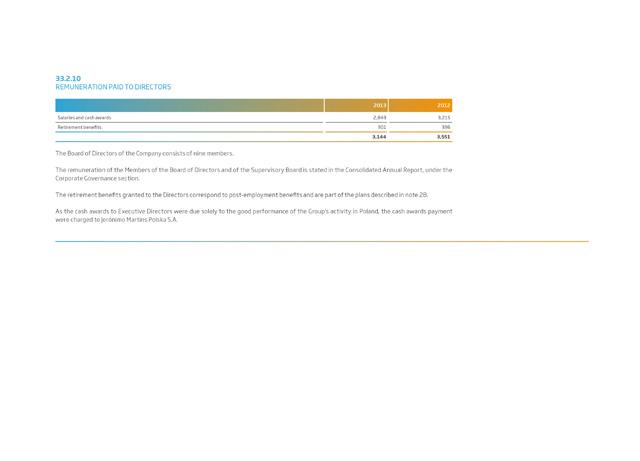 33.2.10
REMUNERATION PAID TO DIRECTORS
2013 2012
Salaries and cash awards 2,843 3,215
Retirement benefits 301 336
3,144 3,551
The Board of Directors of the Company consists of nine members.
The remuneration of the Members of the Board of Directors and of the Supervisory Board is stated in the Consolidated Annual Report, under the
Corporate Governance section.
The retirement benefits granted to the Directors correspond to post-employment benefits and are part of the plans described in note 28.
As the cash awards to Executive Directors were due solely to the good performance of the Group's activity in Poland, the cash awards payment
were charged to Jerónimo Martins Polska S.A.